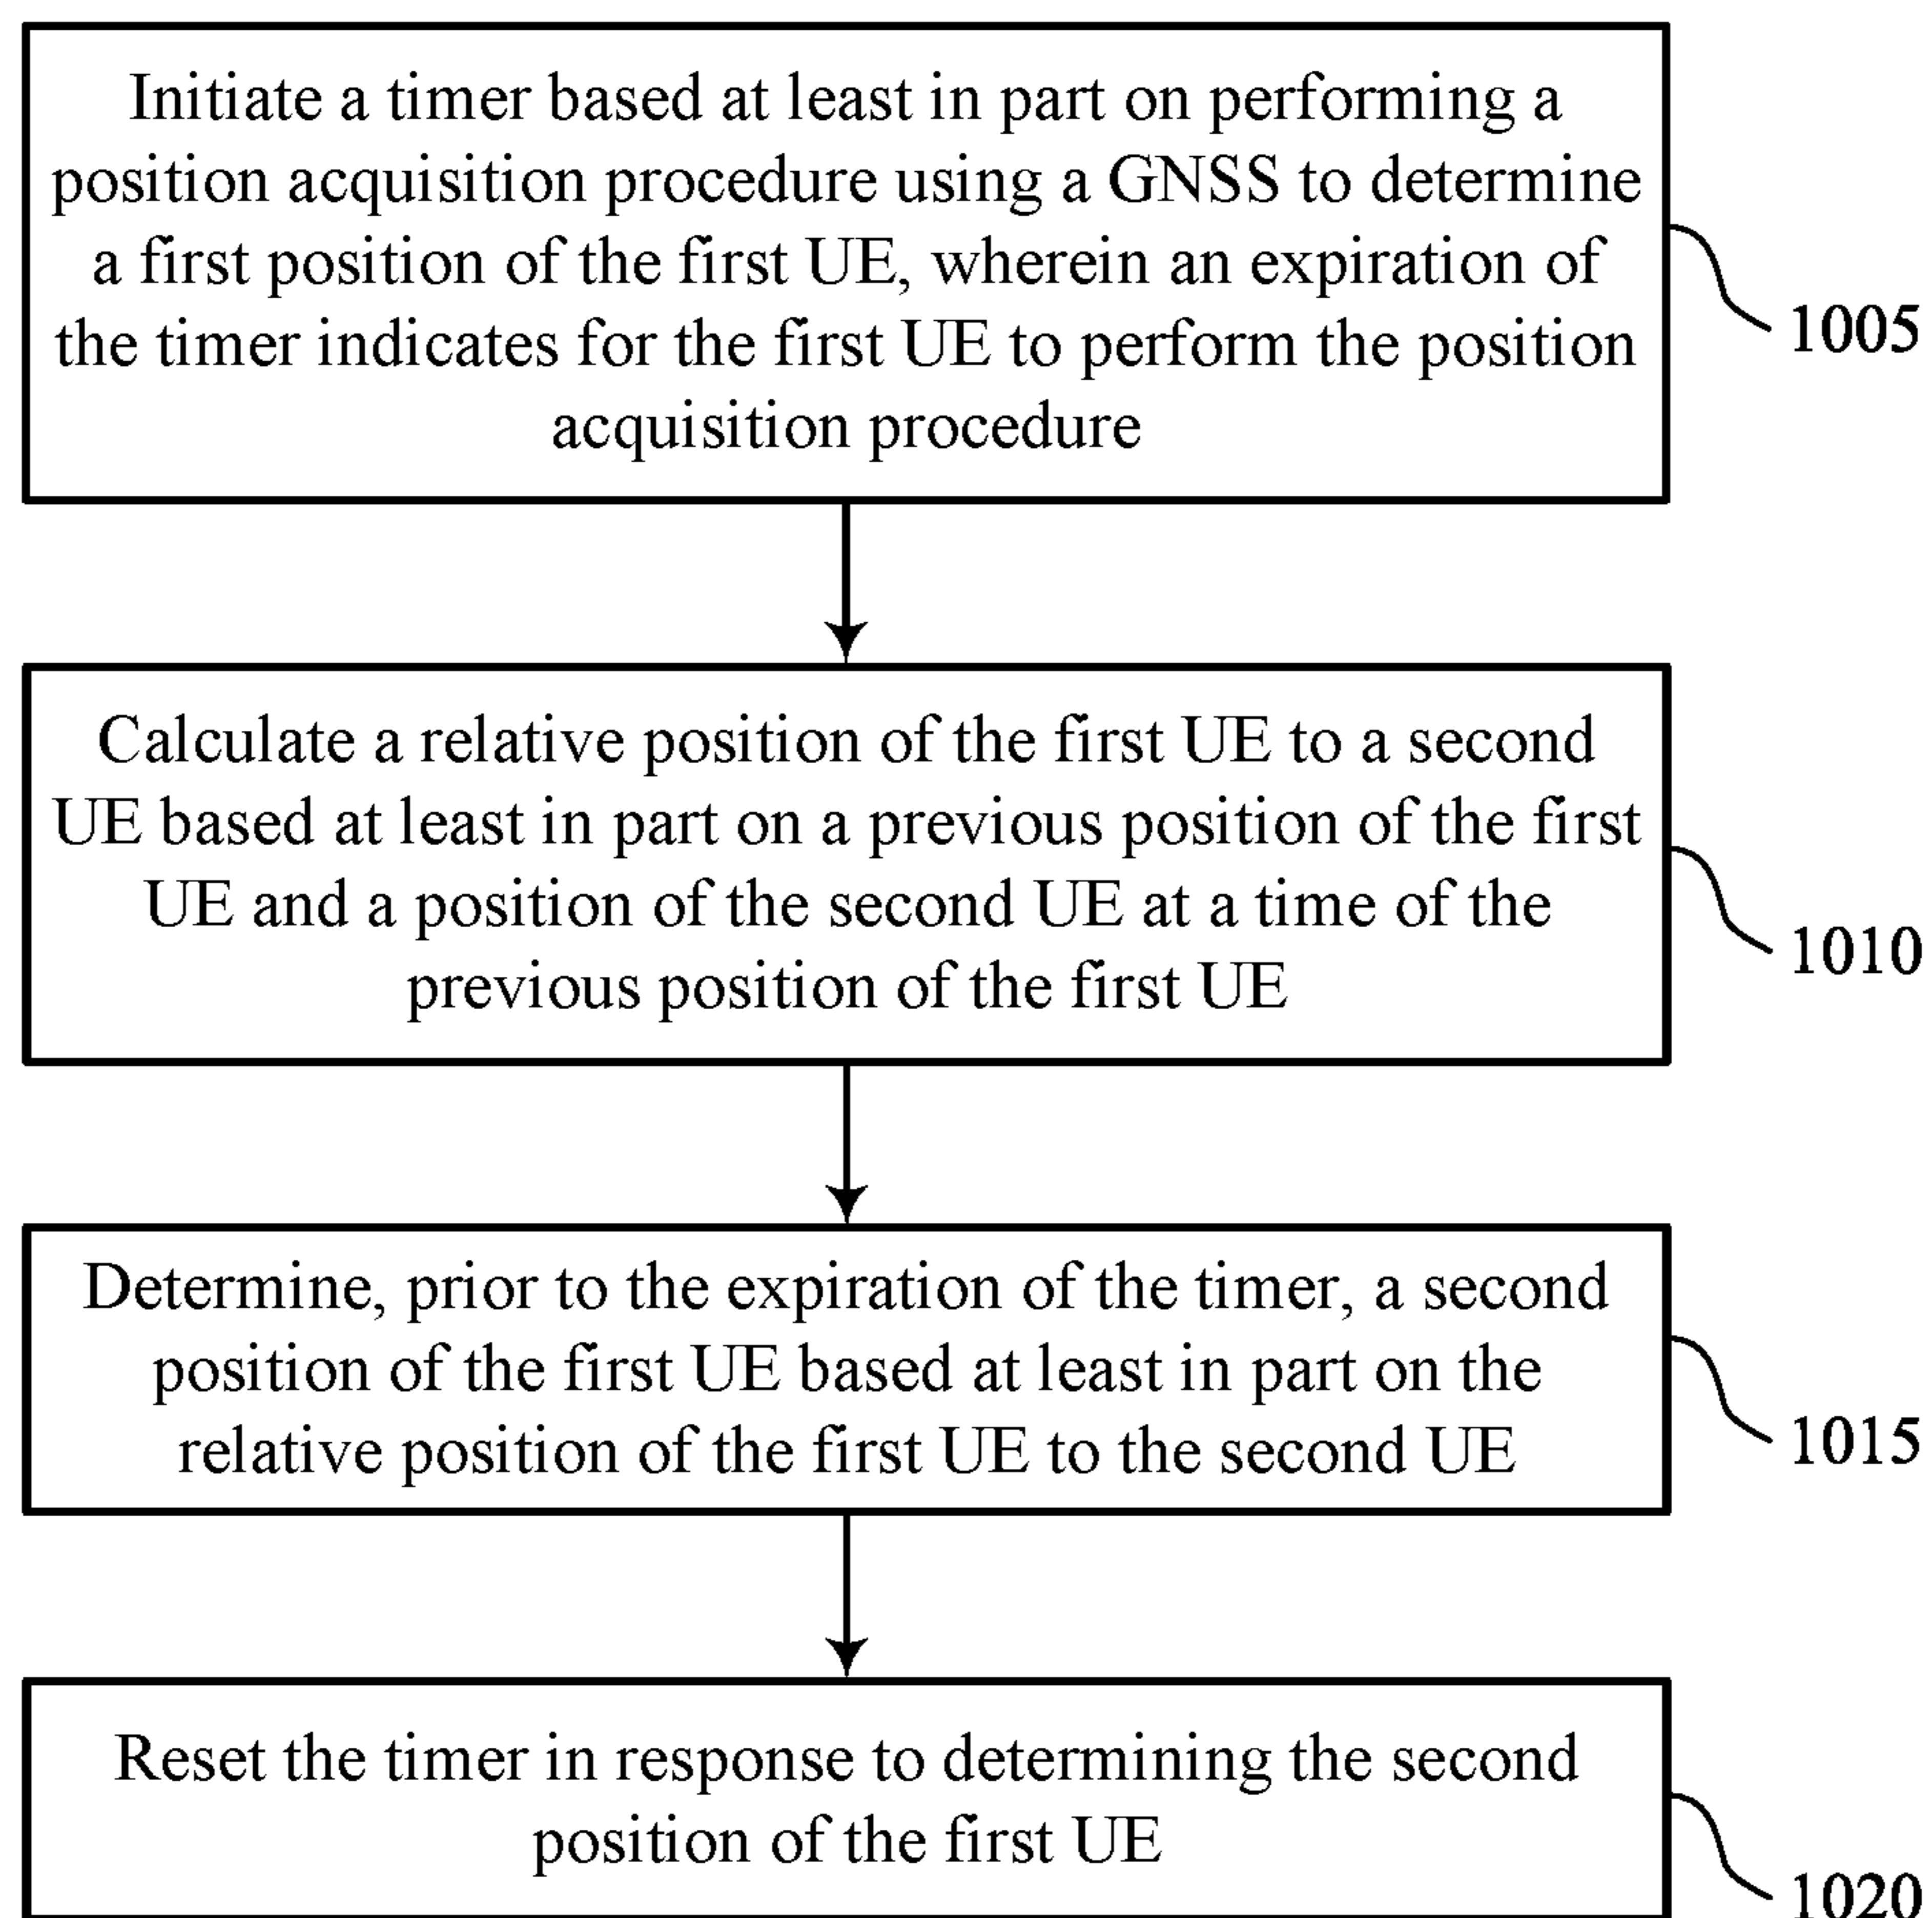 Initiate a timer based at least in part on performing a
position acquisition procedure using a GNSS to determine
a first position of the first UE, wherein an expiration of
the timer indicates for the first UE to perform the position
acquisition procedure
1005
Calculate a relative position of the first UE to a second
UE based at least in part on a previous position of the first
UE and a position of the second UE at a time of the
previous position of the first UE
1010
Determine, prior to the expiration of the timer, a second
position of the first UE based at least in part on the
relative position of the first UE to the second UE
1015
Reset the timer in response to determining the second
position of the first UE
1020